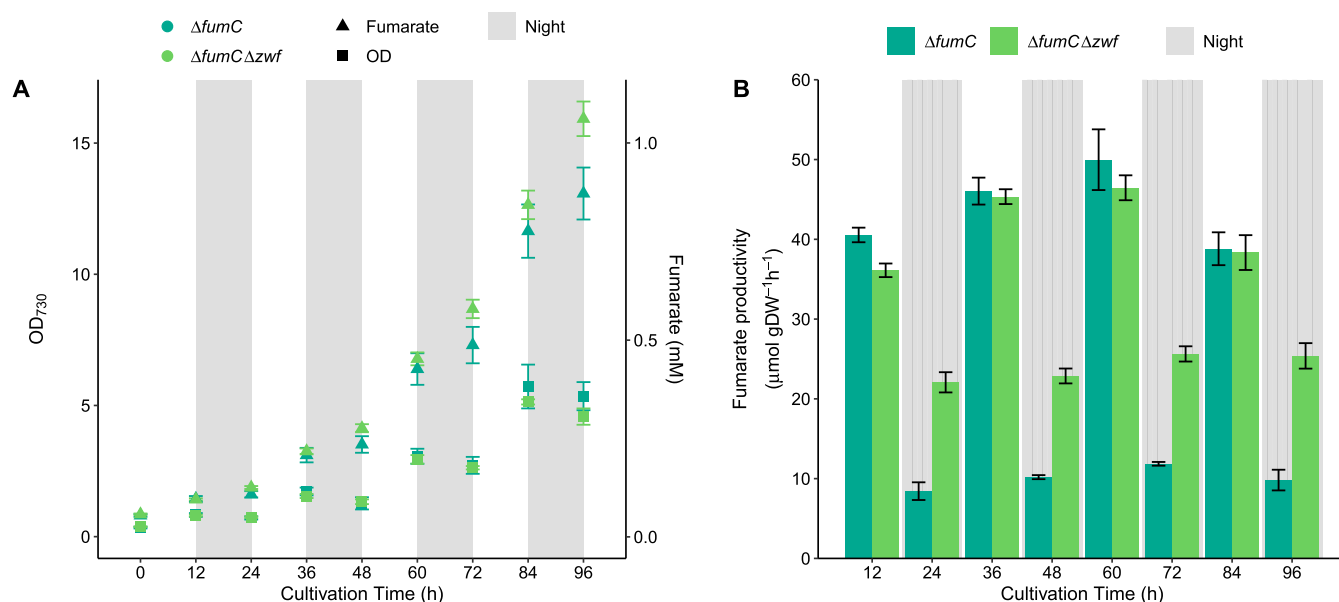 ΔfumC
Fumarate
Night
ΔfumCΔzwf
OD
A
15
10
5
0
OD730
1.0
0.5
0.0
Fumarate (mM)
0 12 24 36 48 60 72 84 96
Cultivation Time (h)
ΔfumC ΔfumCΔzwf Night
B
60
50
40
30
20
10
0
Fumarate productivity
(μmol gDW⁻¹h⁻¹)
12 24 36 48 60 72 84 96
Cultivation Time (h)